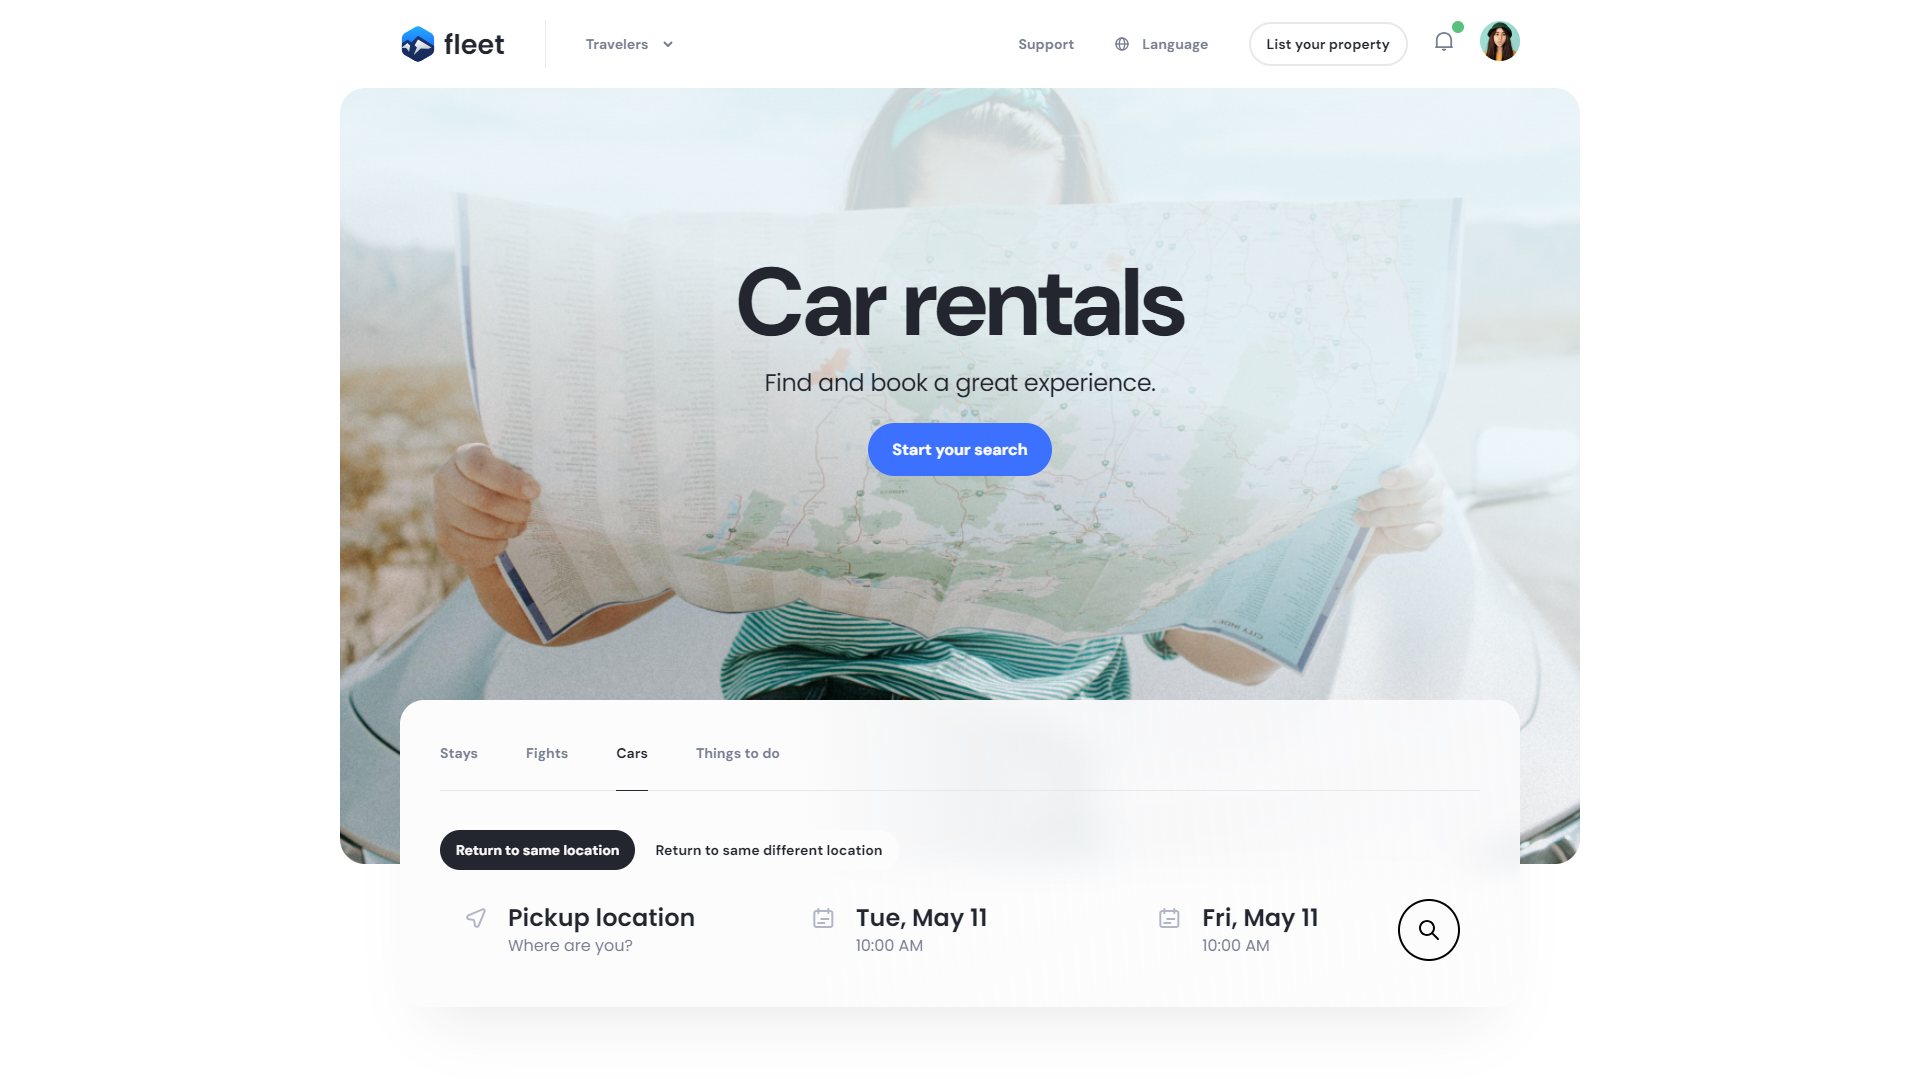 fleet
Travelers
Support
Language
List your property
Car rentals
Find and book a great experience.
Start your search
CITY INDEX
Stays
Fights
Cars
Things to do
Return to same location
Return to same different location
Pickup location
Where are you?
Tue, May 11
10:00 AM
Fri, May 11
10:00 AM